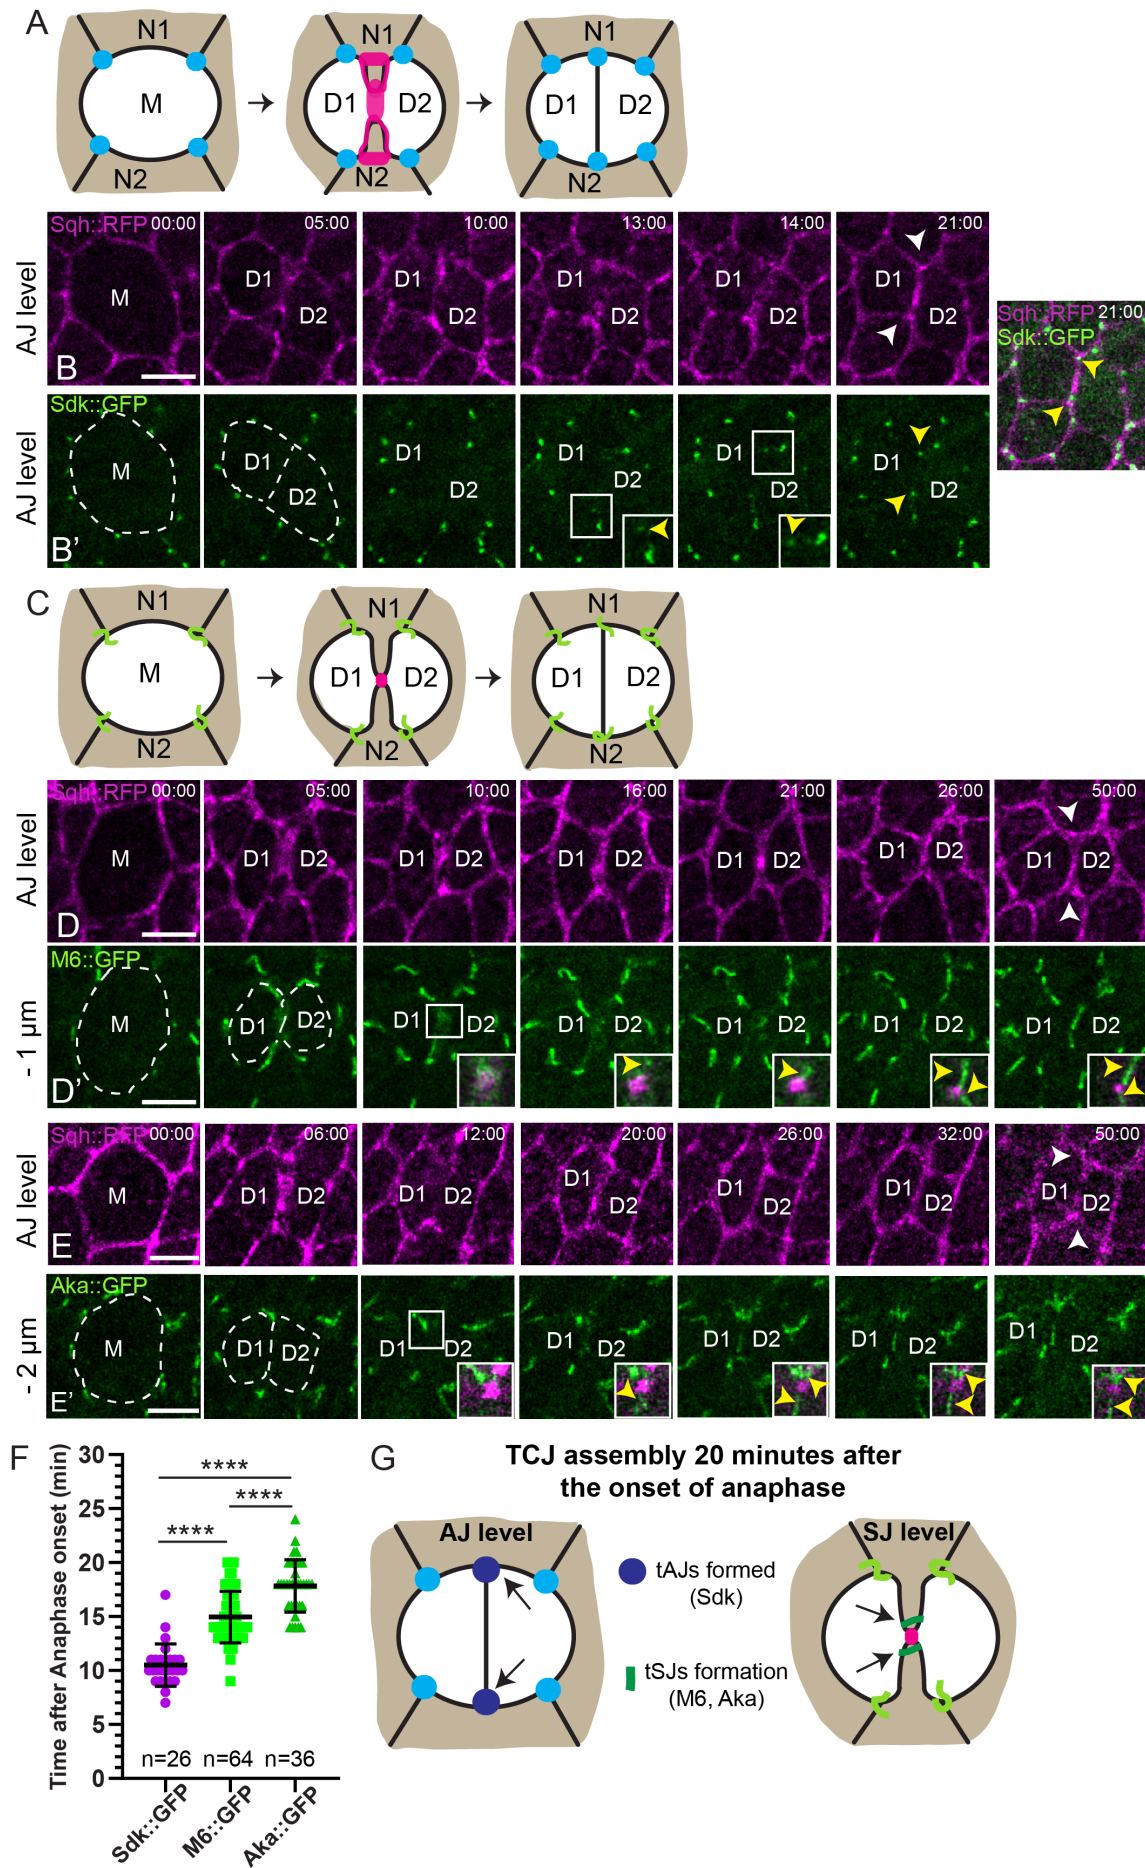 A
N1
M
N2
N1
D1
D2
N2
D1
D2
N1
N2
AJ level
Sqh::RFP 00:00
M
B
05:00
D1
D2
10:00
D1
D2
13:00
D1
D2
14:00
D1
D2
21:00
D1
D2
Sqh::RFP 21:00
Sdk::GFP
AJ level
Sdk::GFP
M
B'
D1
D2
D1
D2
D1
D2
D1
D2
D1
D2
C
N1
M
N2
N1
D1
D2
N2
N1
D1
D2
N2
AJ level
Sqh::RFP 00:00
M
D
05:00
D1
D2
10:00
D1
D2
16:00
D1
D2
21:00
D1
D2
26:00
D1
D2
50:00
D1
D2
- 1 µm
M6::GFP
M
D'
D1
D2
D1
D2
D1
D2
D1
D2
D1
D2
D1
D2
AJ level
Sqh::RFP 00:00
M
E
06:00
D1
D2
12:00
D1
D2
20:00
D1
D2
26:00
D1
D2
32:00
D1
D2
50:00
D1
D2
- 2 µm
Aka::GFP
M
E'
D1
D2
D1
D2
D1
D2
D1
D2
D1
D2
D1
D2
F
Time after Anaphase onset (min)
30
25
20
15
10
5
0
****
****
****
n=26
n=64
n=36
Sdk::GFP
M6::GFP
Aka::GFP
G
TCJ assembly 20 minutes after
the onset of anaphase
AJ level
tAJs formed
(Sdk)
tSJs formation
(M6, Aka)
SJ level